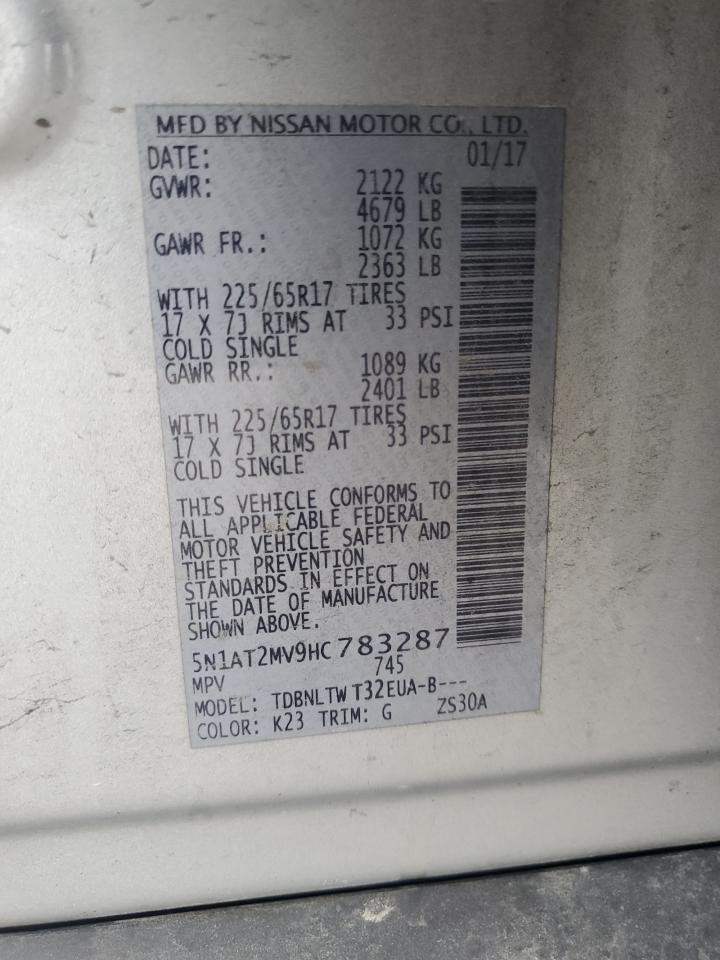 MFD BY NISSAN MOTOR CO., LTD.
DATE: 01/17
GVWR: 2122 KG
4679 LB
GAWR FR.: 1072 KG
2363 LB
WITH 225/65R17 TIRES
17 X 7J RIMS AT 33 PSI
COLD SINGLE
GAWR RR.: 1089 KG
2401 LB
WITH 225/65R17 TIRES
17 X 7J RIMS AT 33 PSI
COLD SINGLE
THIS VEHICLE CONFORMS TO
ALL APPLICABLE FEDERAL
MOTOR VEHICLE SAFETY AND
THEFT PREVENTION
STANDARDS IN EFFECT ON
THE DATE OF MANUFACTURE
SHOWN ABOVE.
5N1AT2MV9HC 783287
MPV 745
MODEL: TDBNLTW T32EUA-B---
COLOR: K23 TRIM: G ZS30A